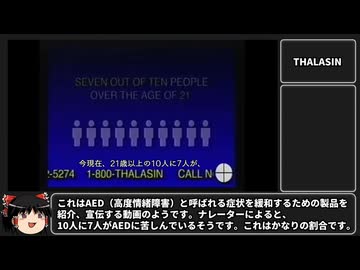 SEVEN OUT OF TEN PEOPLE
OVER THE AGE OF 21
今現在、21歳以上の10人に7人が、
2-5274 1-800-THALASIN CALL N
THALASIN
これはAED（高度情緒障害）と呼ばれる症状を緩和するための製品を
紹介、宣伝する動画のようです。ナレーターによると、
10人に7人がAEDに苦しんでいるそうです。これはかなりの割合です。